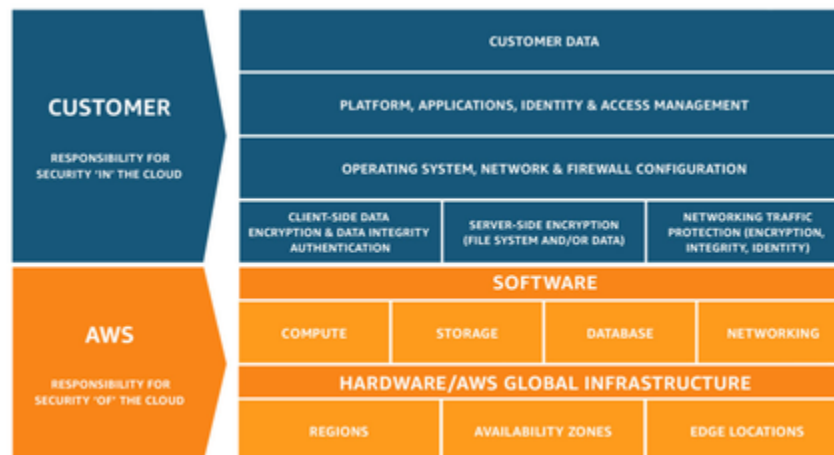 CUSTOMER
RESPONSIBILITY FOR
SECURITY 'IN' THE CLOUD
CUSTOMER DATA
PLATFORM, APPLICATIONS, IDENTITY & ACCESS MANAGEMENT
OPERATING SYSTEM, NETWORK & FIREWALL CONFIGURATION
CLIENT-SIDE DATA
ENCRYPTION & DATA INTEGRITY
AUTHENTICATION
SERVER-SIDE ENCRYPTION
(FILE SYSTEM AND/OR DATA)
NETWORKING TRAFFIC
PROTECTION (ENCRYPTION,
INTEGRITY, IDENTITY)
AWS
RESPONSIBILITY FOR
SECURITY 'OF' THE CLOUD
SOFTWARE
COMPUTE
STORAGE
DATABASE
NETWORKING
HARDWARE/AWS GLOBAL INFRASTRUCTURE
REGIONS
AVAILABILITY ZONES
EDGE LOCATIONS